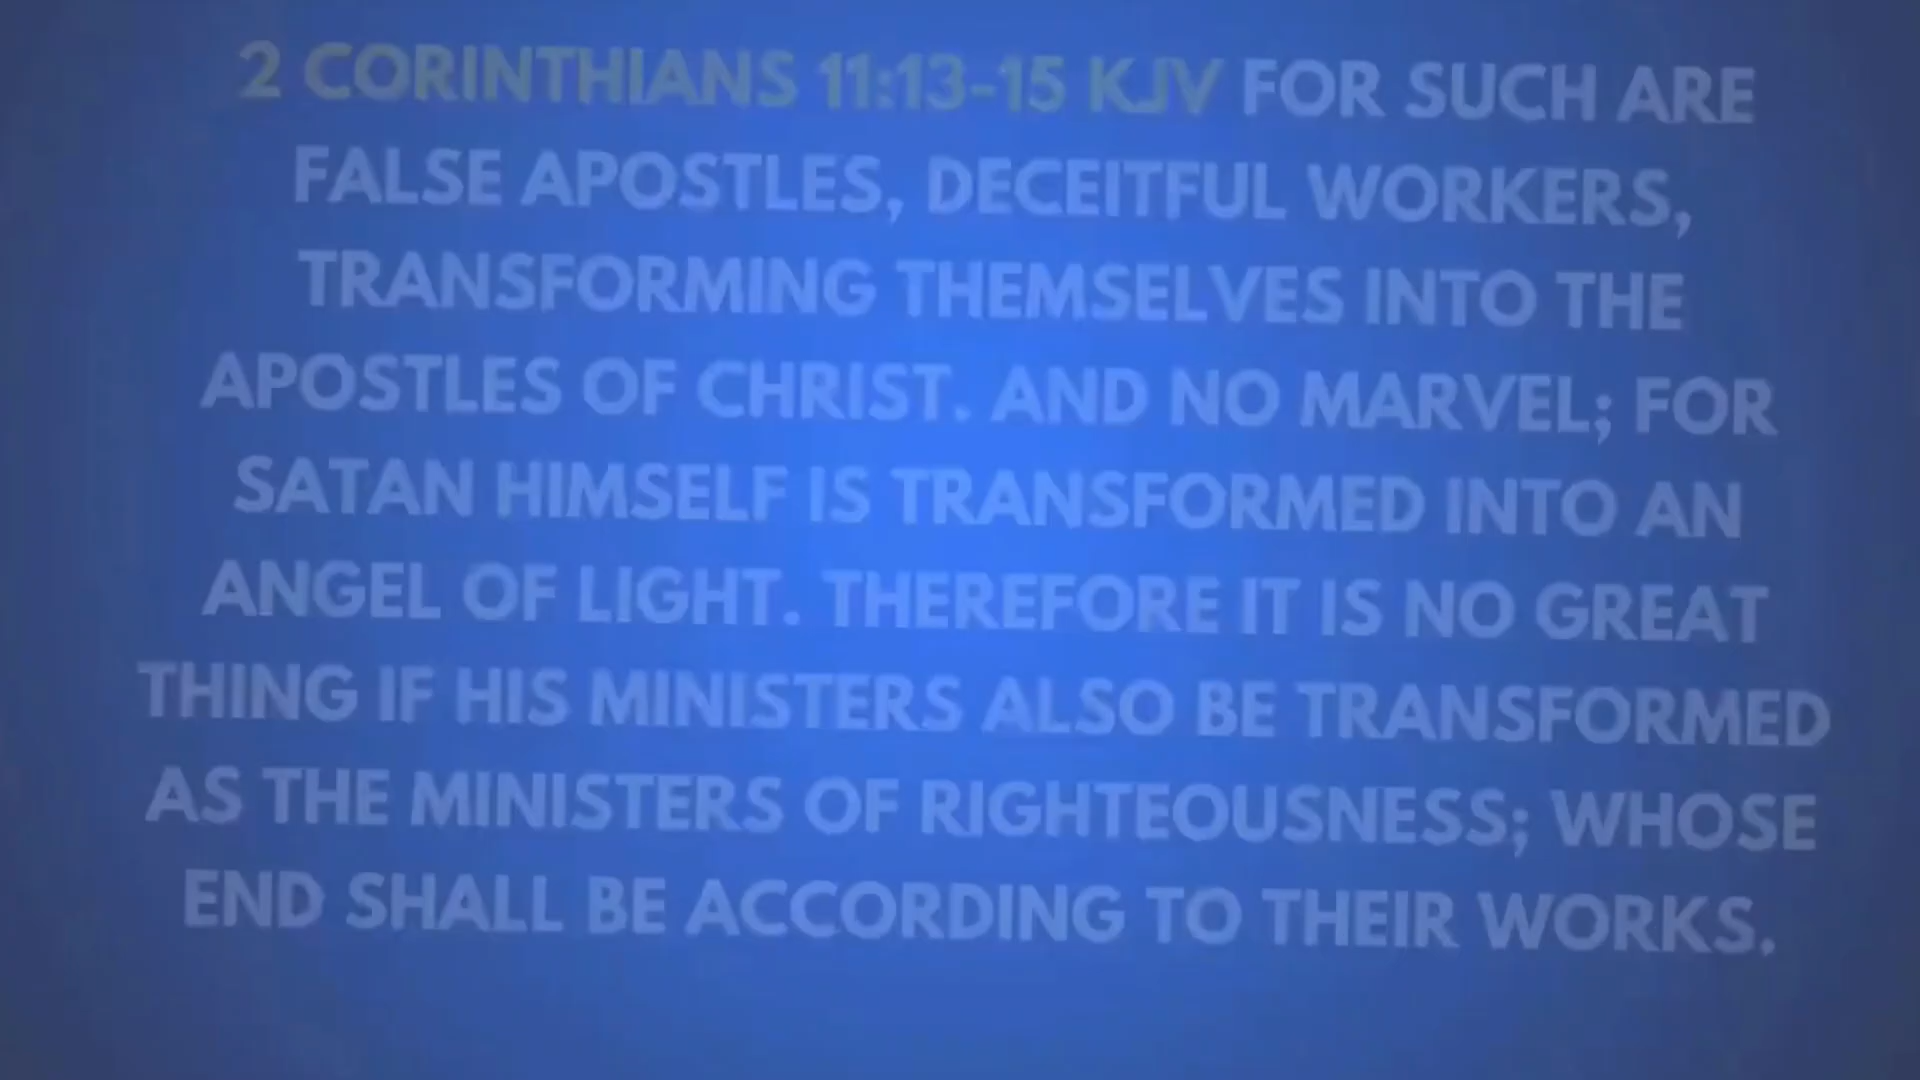 2 CORINTHIANS 11:13-15 KJV FOR SUCH ARE
FALSE APOSTLES, DECEITFUL WORKERS,
TRANSFORMING THEMSELVES INTO THE
APOSTLES OF CHRIST. AND NO MARVEL; FOR
SATAN HIMSELF IS TRANSFORMED INTO AN
ANGEL OF LIGHT. THEREFORE IT IS NO GREAT
THING IF HIS MINISTERS ALSO BE TRANSFORMED
AS THE MINISTERS OF RIGHTEOUSNESS; WHOSE
END SHALL BE ACCORDING TO THEIR WORKS.